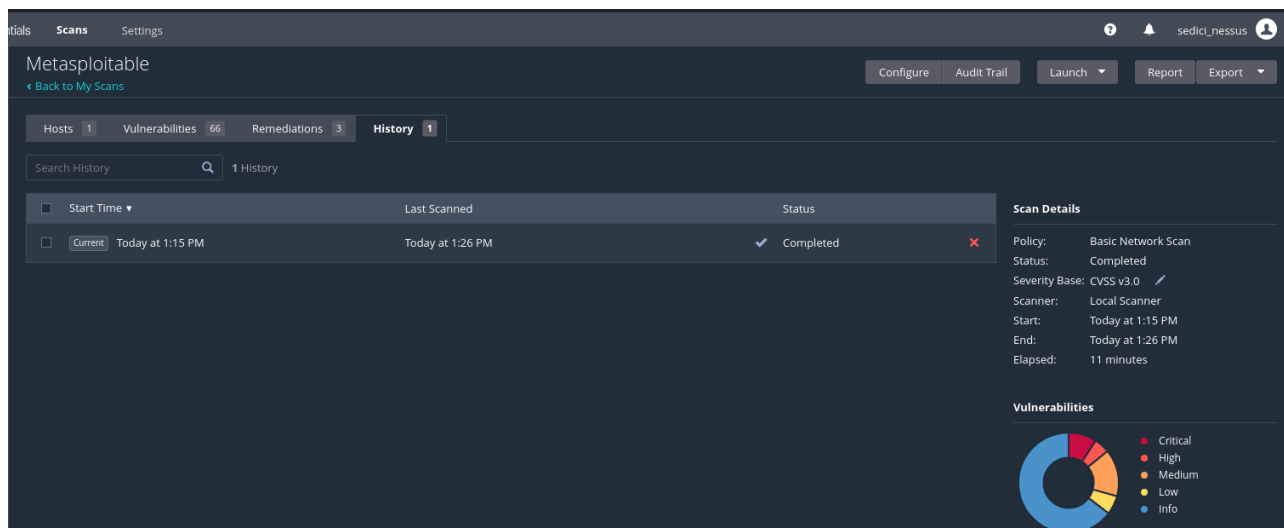 ntials Scans Settings sedici_nessus
Metasploitable
Back to My Scans
Configure Audit Trail Launch Report Export
Hosts 1 Vulnerabilities 66 Remediations 3 History 1
Search History 1 History
Start Time Last Scanned Status
Current Today at 1:15 PM Today at 1:26 PM Completed
Scan Details
Policy: Basic Network Scan
Status: Completed
Severity Base: CVSS v3.0
Scanner: Local Scanner
Start: Today at 1:15 PM
End: Today at 1:26 PM
Elapsed: 11 minutes
Vulnerabilities
Critical
High
Medium
Low
Info